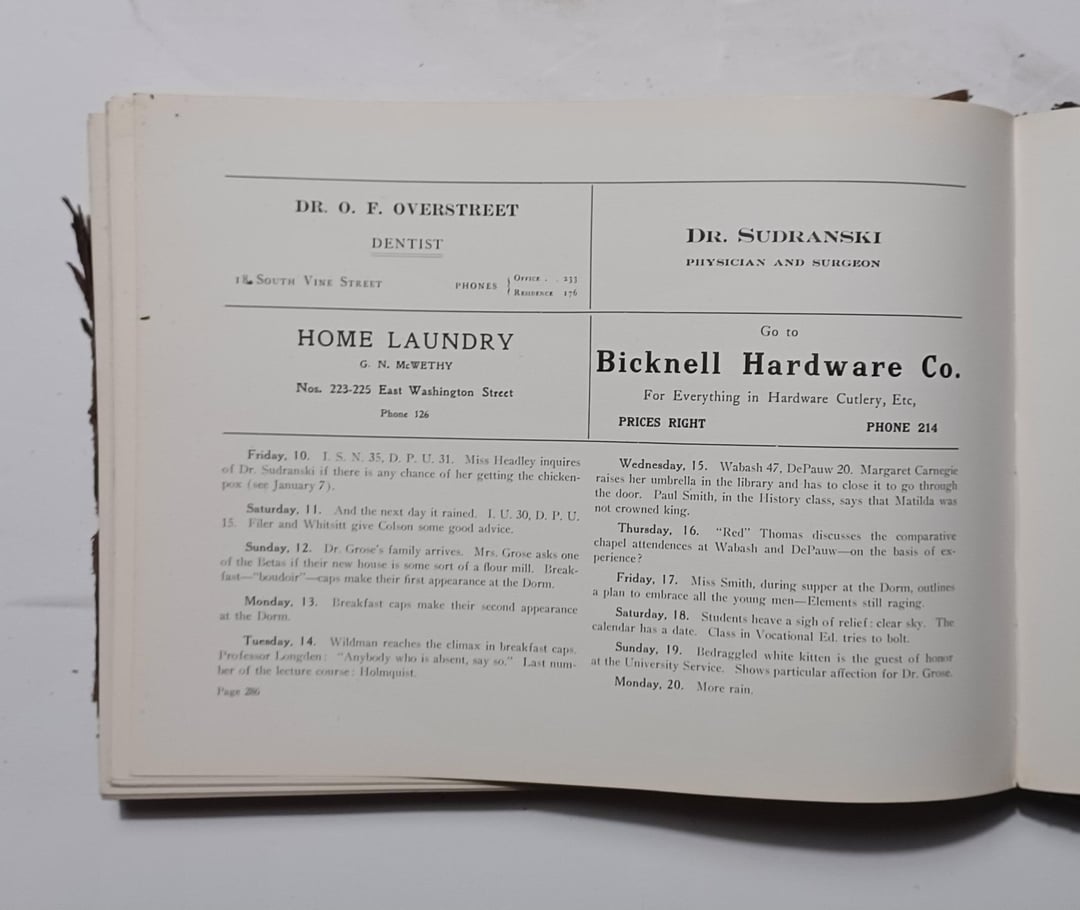 DR. O. F. OVERSTREET
DENTIST
SOUTH VINE STREET
PHONES
OFFICE . . 233
RESIDENCE 176
DR. SUDRANSKI
PHYSICIAN AND SURGEON
HOME LAUNDRY
G. N. McWETHY
Nos. 223-225 East Washington Street
Phone 126
Go to
Bicknell Hardware Co.
For Everything in Hardware Cutlery, Etc,
PRICES RIGHT PHONE 214
Friday, 10. I. S. N. 35, D. P. U. 31. Miss Headley inquires
of Dr. Sudranski if there is any chance of her getting the chicken-
pox (see January 7).
Saturday, 11. And the next day it rained. I. U. 30, D. P. U.
15. Filer and Whitsitt give Colson some good advice.
Sunday, 12. Dr. Grose's family arrives. Mrs. Grose asks one
of the Betas if their new house is some sort of a flour mill. Break-
fast—"boudoir"—caps make their first appearance at the Dorm.
Monday, 13. Breakfast caps make their second appearance
at the Dorm.
Tuesday, 14. Wildman reaches the climax in breakfast caps.
Professor Longden: "Anybody who is absent, say so." Last num-
ber of the lecture course: Holmquist.
Page 286
Wednesday, 15. Wabash 47, DePauw 20. Margaret Carnegie
raises her umbrella in the library and has to close it to go through
the door. Paul Smith, in the History class, says that Matilda was
not crowned king.
Thursday, 16. "Red" Thomas discusses the comparative
chapel attendences at Wabash and DePauw—on the basis of ex-
perience?
Friday, 17. Miss Smith, during supper at the Dorm, outlines
a plan to embrace all the young men—Elements still raging.
Saturday, 18. Students heave a sigh of relief: clear sky. The
calendar has a date. Class in Vocational Ed. tries to bolt.
Sunday, 19. Bedraggled white kitten is the guest of honor
at the University Service. Shows particular affection for Dr. Grose.
Monday, 20. More rain.